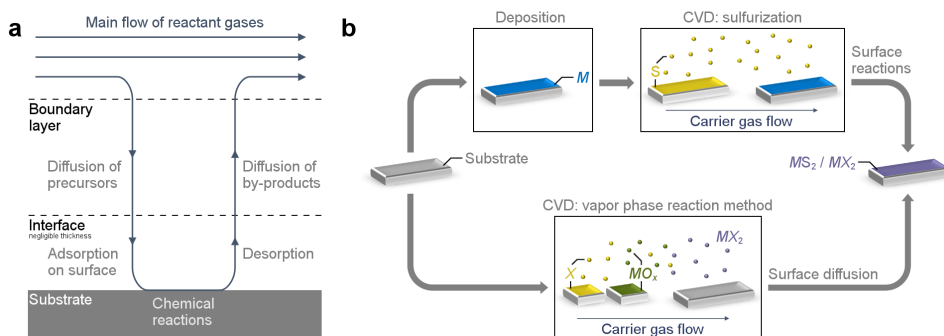 a
Main flow of reactant gases
Boundary
layer
Diffusion of
precursors
Diffusion of
by-products
Interface
negligible thickness
Adsorption
on surface
Desorption
Substrate
Chemical
reactions
b
Deposition
M
CVD: sulfurization
S
Carrier gas flow
Surface
reactions
Substrate
MS₂ / MX₂
CVD: vapor phase reaction method
X
MOₓ
MX₂
Carrier gas flow
Surface diffusion